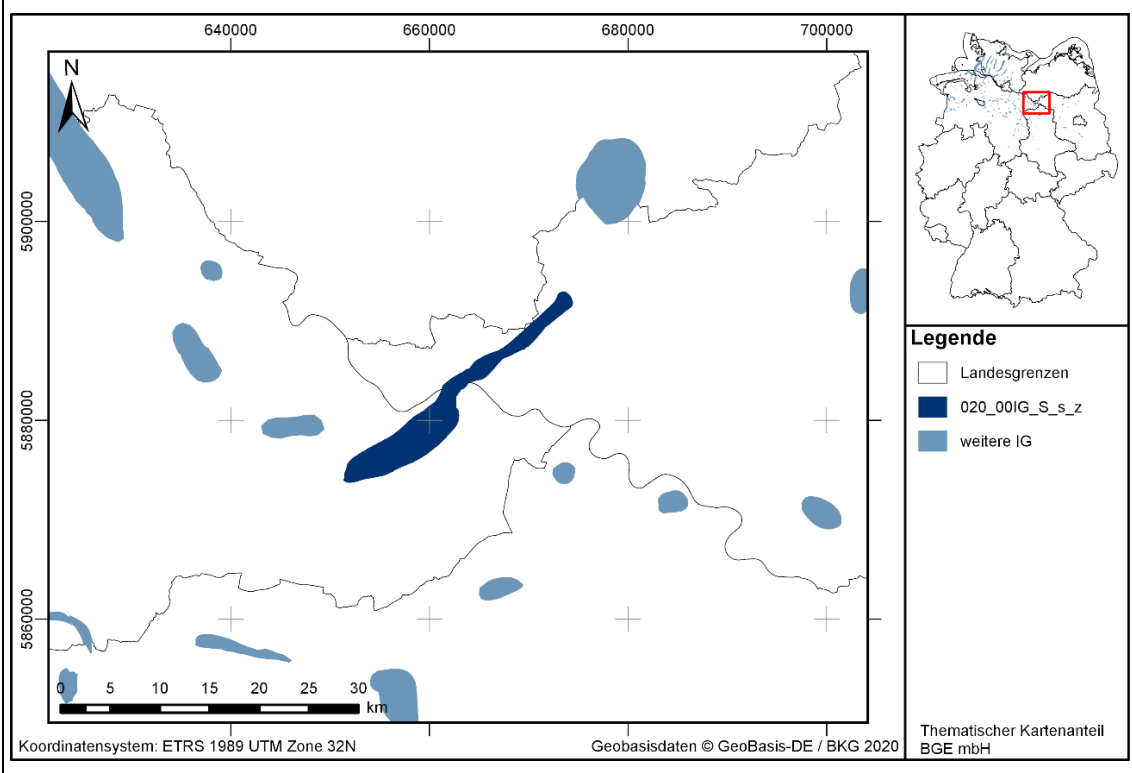 640000 660000 680000 700000
N
5900000
5880000
5860000
0 5 10 15 20 25 30
km
Koordinatensystem: ETRS 1989 UTM Zone 32N
Geobasisdaten © GeoBasis-DE / BKG 2020
Legende
Landesgrenzen
020_00IG_S_s_z
weitere IG
Thematischer Kartenanteil
BGE mbH